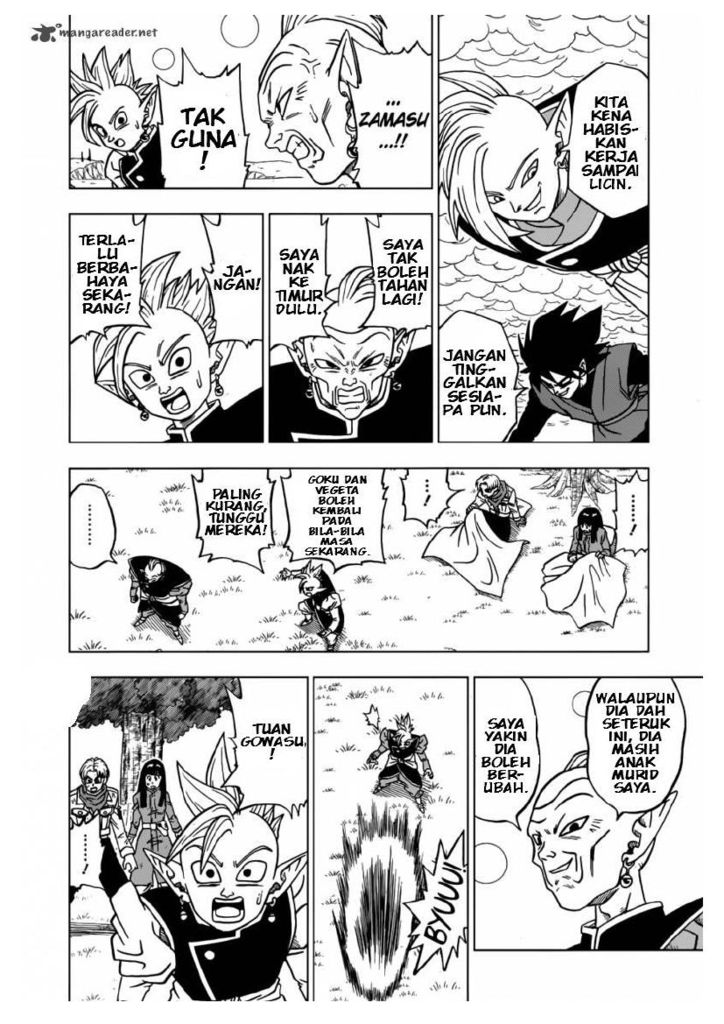 mangareader.net
KITA
KENA
HABIS-
KAN
KERJA
SAMPAI
LICIN.
JANGAN
TING-
GALKAN
SESIA-
PA PUN.
...
ZAMASU
...!!
TAK
GUNA
!
SAYA
TAK
BOLEH
TAHAN
LAGI!
SAYA
NAK
KE
TIMUR
DULU.
JA-
NGAN!
TERLA-
LU
BERBA-
HAYA
SEKA-
RANG!
......
......
GOKU DAN
VEGETA
BOLEH
KEMBALI
PADA
BILA-BILA
MASA
SEKARANG.
PALING
KURANG,
TUNGGU
MEREKA!
........
WALAUPUN
DIA DAH
SETERUK
INI, DIA
MASIH
ANAK
MURID
SAYA.
SAYA
YAKIN
DIA
BOLEH
BER-
UBAH.
BYUUU!
TUAN
GOWASU,
!
......